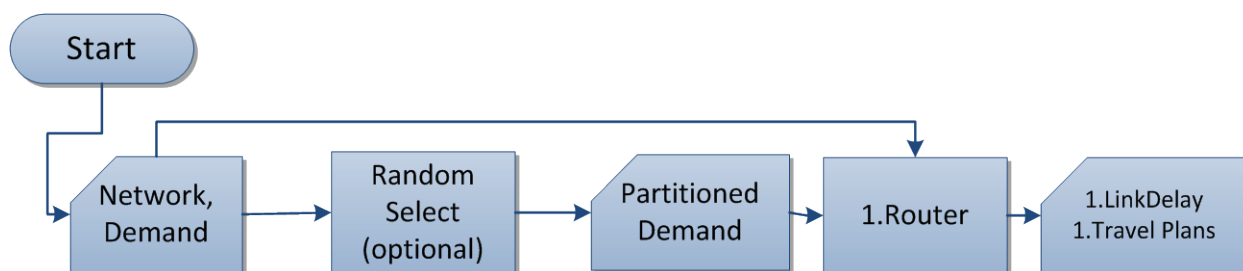 Start
Network,
Demand
Random
Select
(optional)
Partitioned
Demand
1.Router
1.LinkDelay
1.Travel Plans